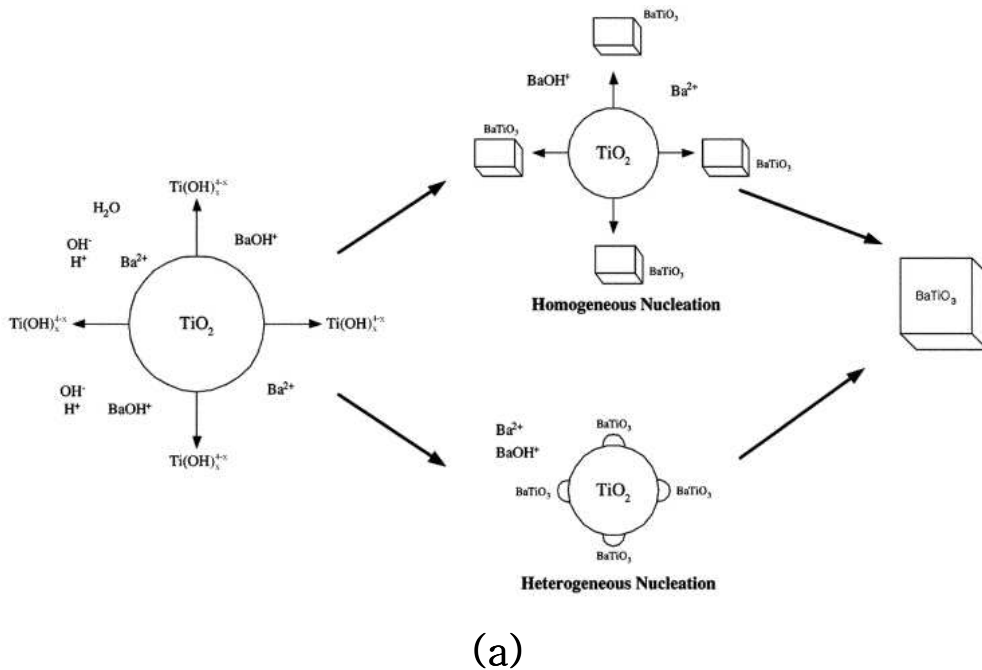 BaTiO₃
BaOH⁺
Ba²⁺
BaTiO₃
TiO₂
BaTiO₃
BaTiO₃
Homogeneous Nucleation
Ti(OH)ₓ⁴⁻ˣ
H₂O
OH⁻
H⁺
Ba²⁺
BaOH⁺
Ti(OH)ₓ⁴⁻ˣ
TiO₂
Ti(OH)ₓ⁴⁻ˣ
OH⁻
H⁺
BaOH⁺
Ba²⁺
Ti(OH)ₓ⁴⁻ˣ
BaTiO₃
Ba²⁺
BaOH⁺
BaTiO₃
BaTiO₃
TiO₂
BaTiO₃
BaTiO₃
Heterogeneous Nucleation
(a)